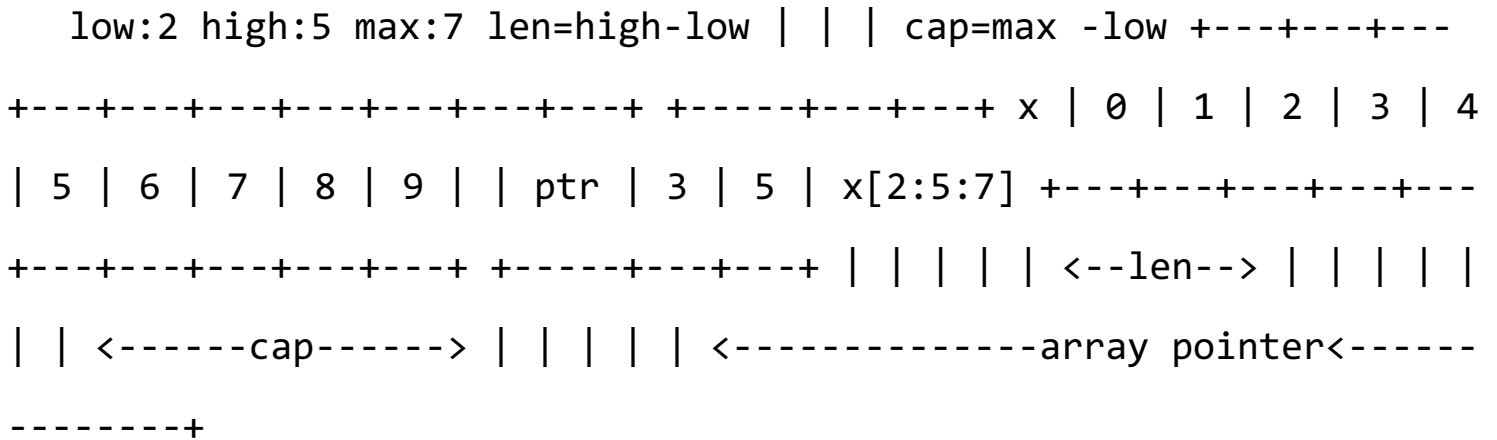 low:2 high:5 max:7 len=high-low | | | cap=max -low +---+---+---
+---+---+---+---+---+---+---+ +-----+---+---+ x | 0 | 1 | 2 | 3 | 4
| 5 | 6 | 7 | 8 | 9 | | ptr | 3 | 5 | x[2:5:7] +---+---+---+---+---
+---+---+---+---+---+ +-----+---+---+ | | | | | <--len--> | | | | |
| | <------cap------> | | | | | <--------------array pointer<------
--------+